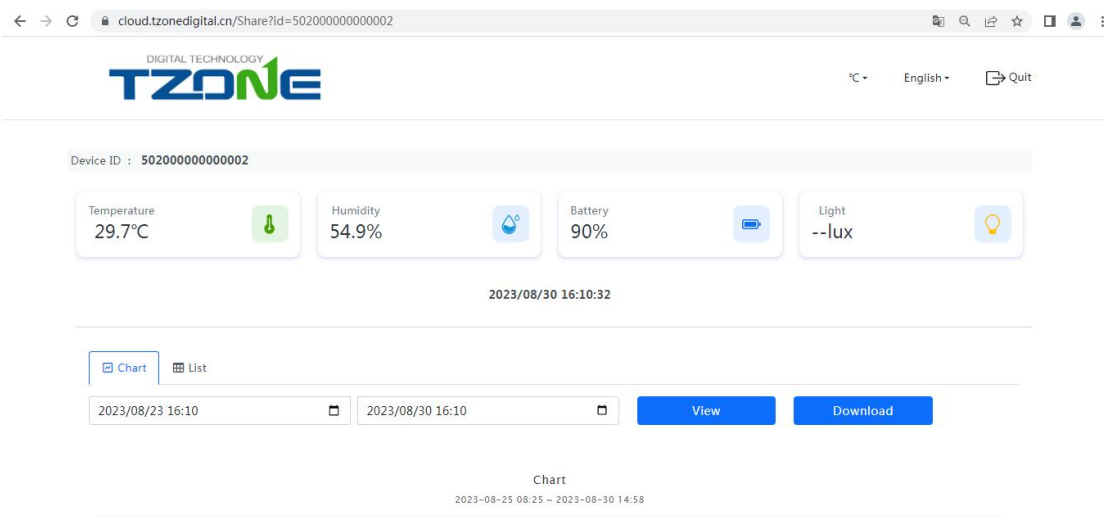 cloud.tzonedigital.cn/Share?id=502000000000002
DIGITAL TECHNOLOGY
TZONE
℃
English
Quit
Device ID : 502000000000002
Temperature
29.7℃
Humidity
54.9%
Battery
90%
Light
--lux
2023/08/30 16:10:32
Chart
List
2023/08/23 16:10
2023/08/30 16:10
View
Download
Chart
2023-08-25 08:25 ~ 2023-08-30 14:58